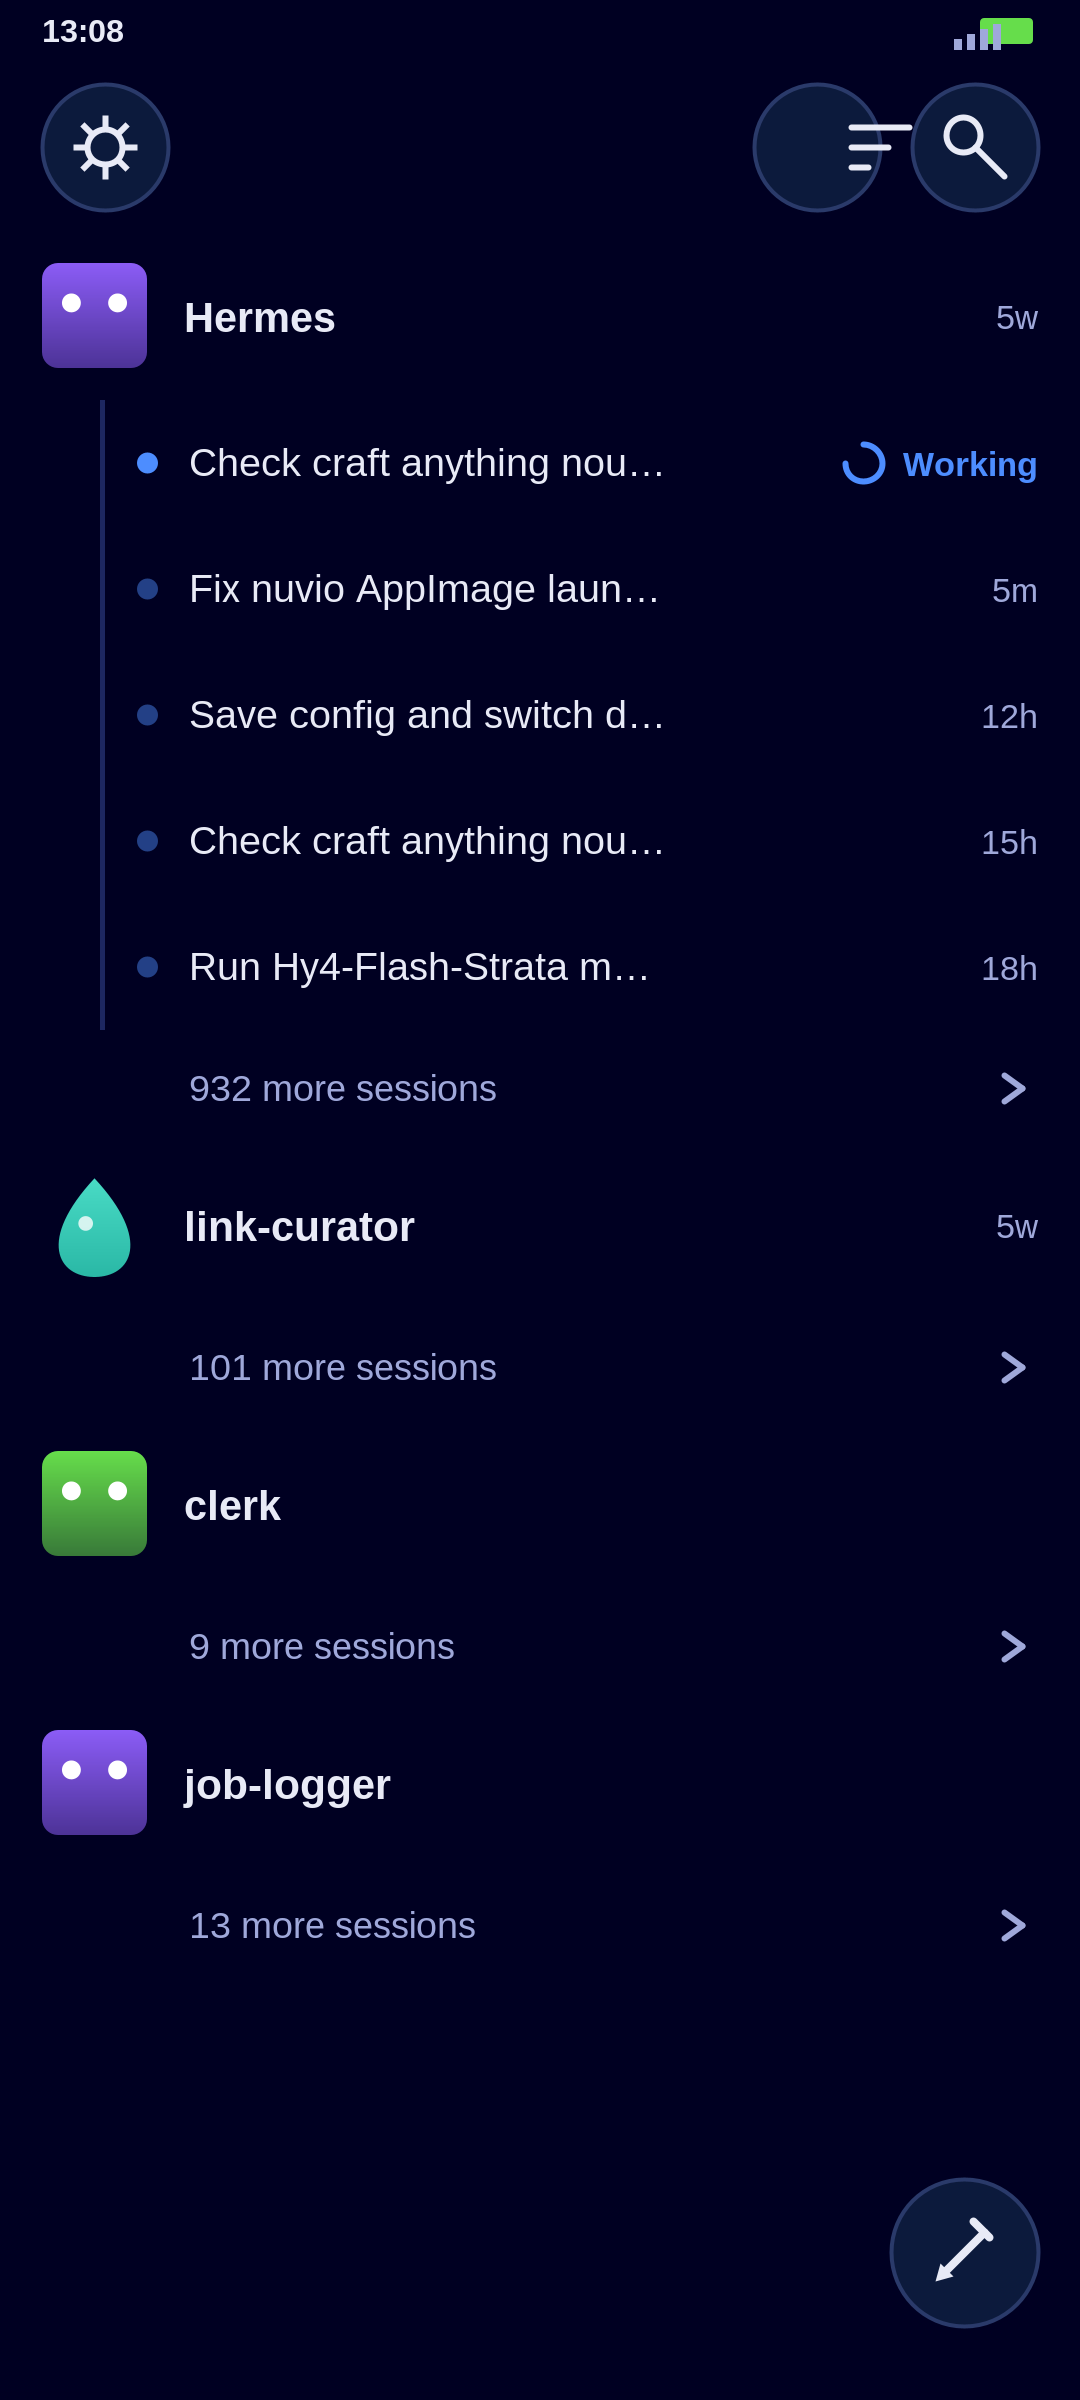 13:08
Hermes 5w
Check craft anything nou… Working
Fix nuvio AppImage laun… 5m
Save config and switch d… 12h
Check craft anything nou… 15h
Run Hy4-Flash-Strata m… 18h
932 more sessions
link-curator 5w
101 more sessions
clerk
9 more sessions
job-logger
13 more sessions